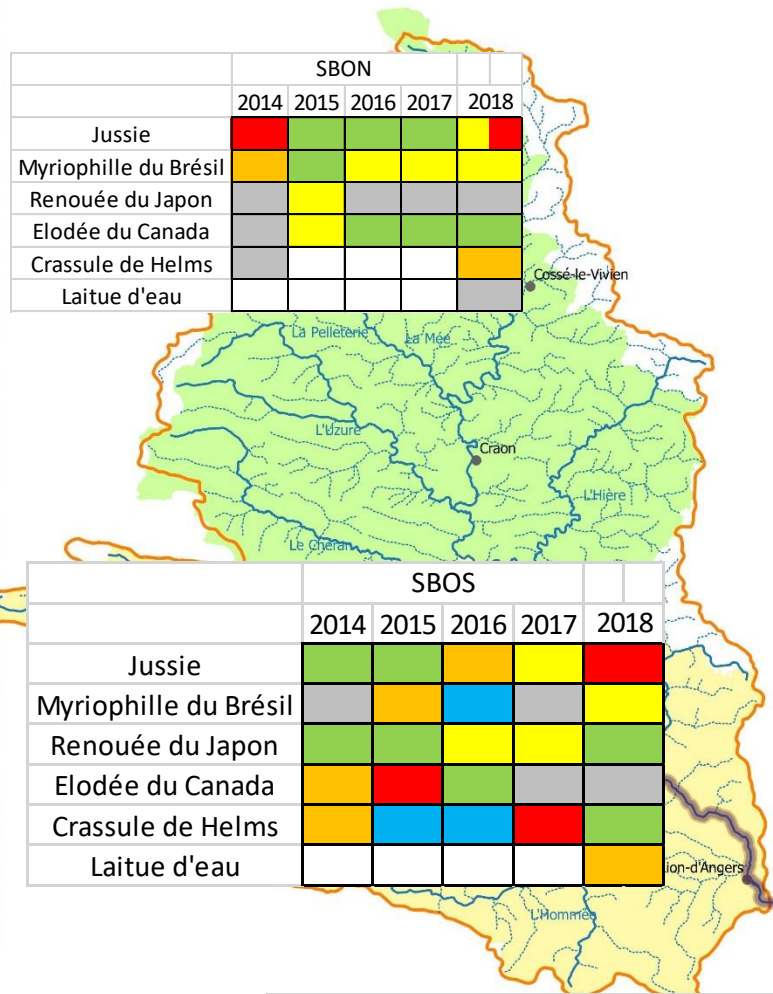 SBON
2014 2015 2016 2017 2018
Jussie
Myriophille du Brésil
Renouée du Japon
Elodée du Canada
Crassule de Helms
Laitue d'eau
Cossé-le-Vivien
La Pelleterie
La Mée
L'Uzure
Craon
L'Hière
Le Chéran
SBOS
2014 2015 2016 2017 2018
Jussie
Myriophille du Brésil
Renouée du Japon
Elodée du Canada
Crassule de Helms
Laitue d'eau
ion-d'Angers
L'Hommée